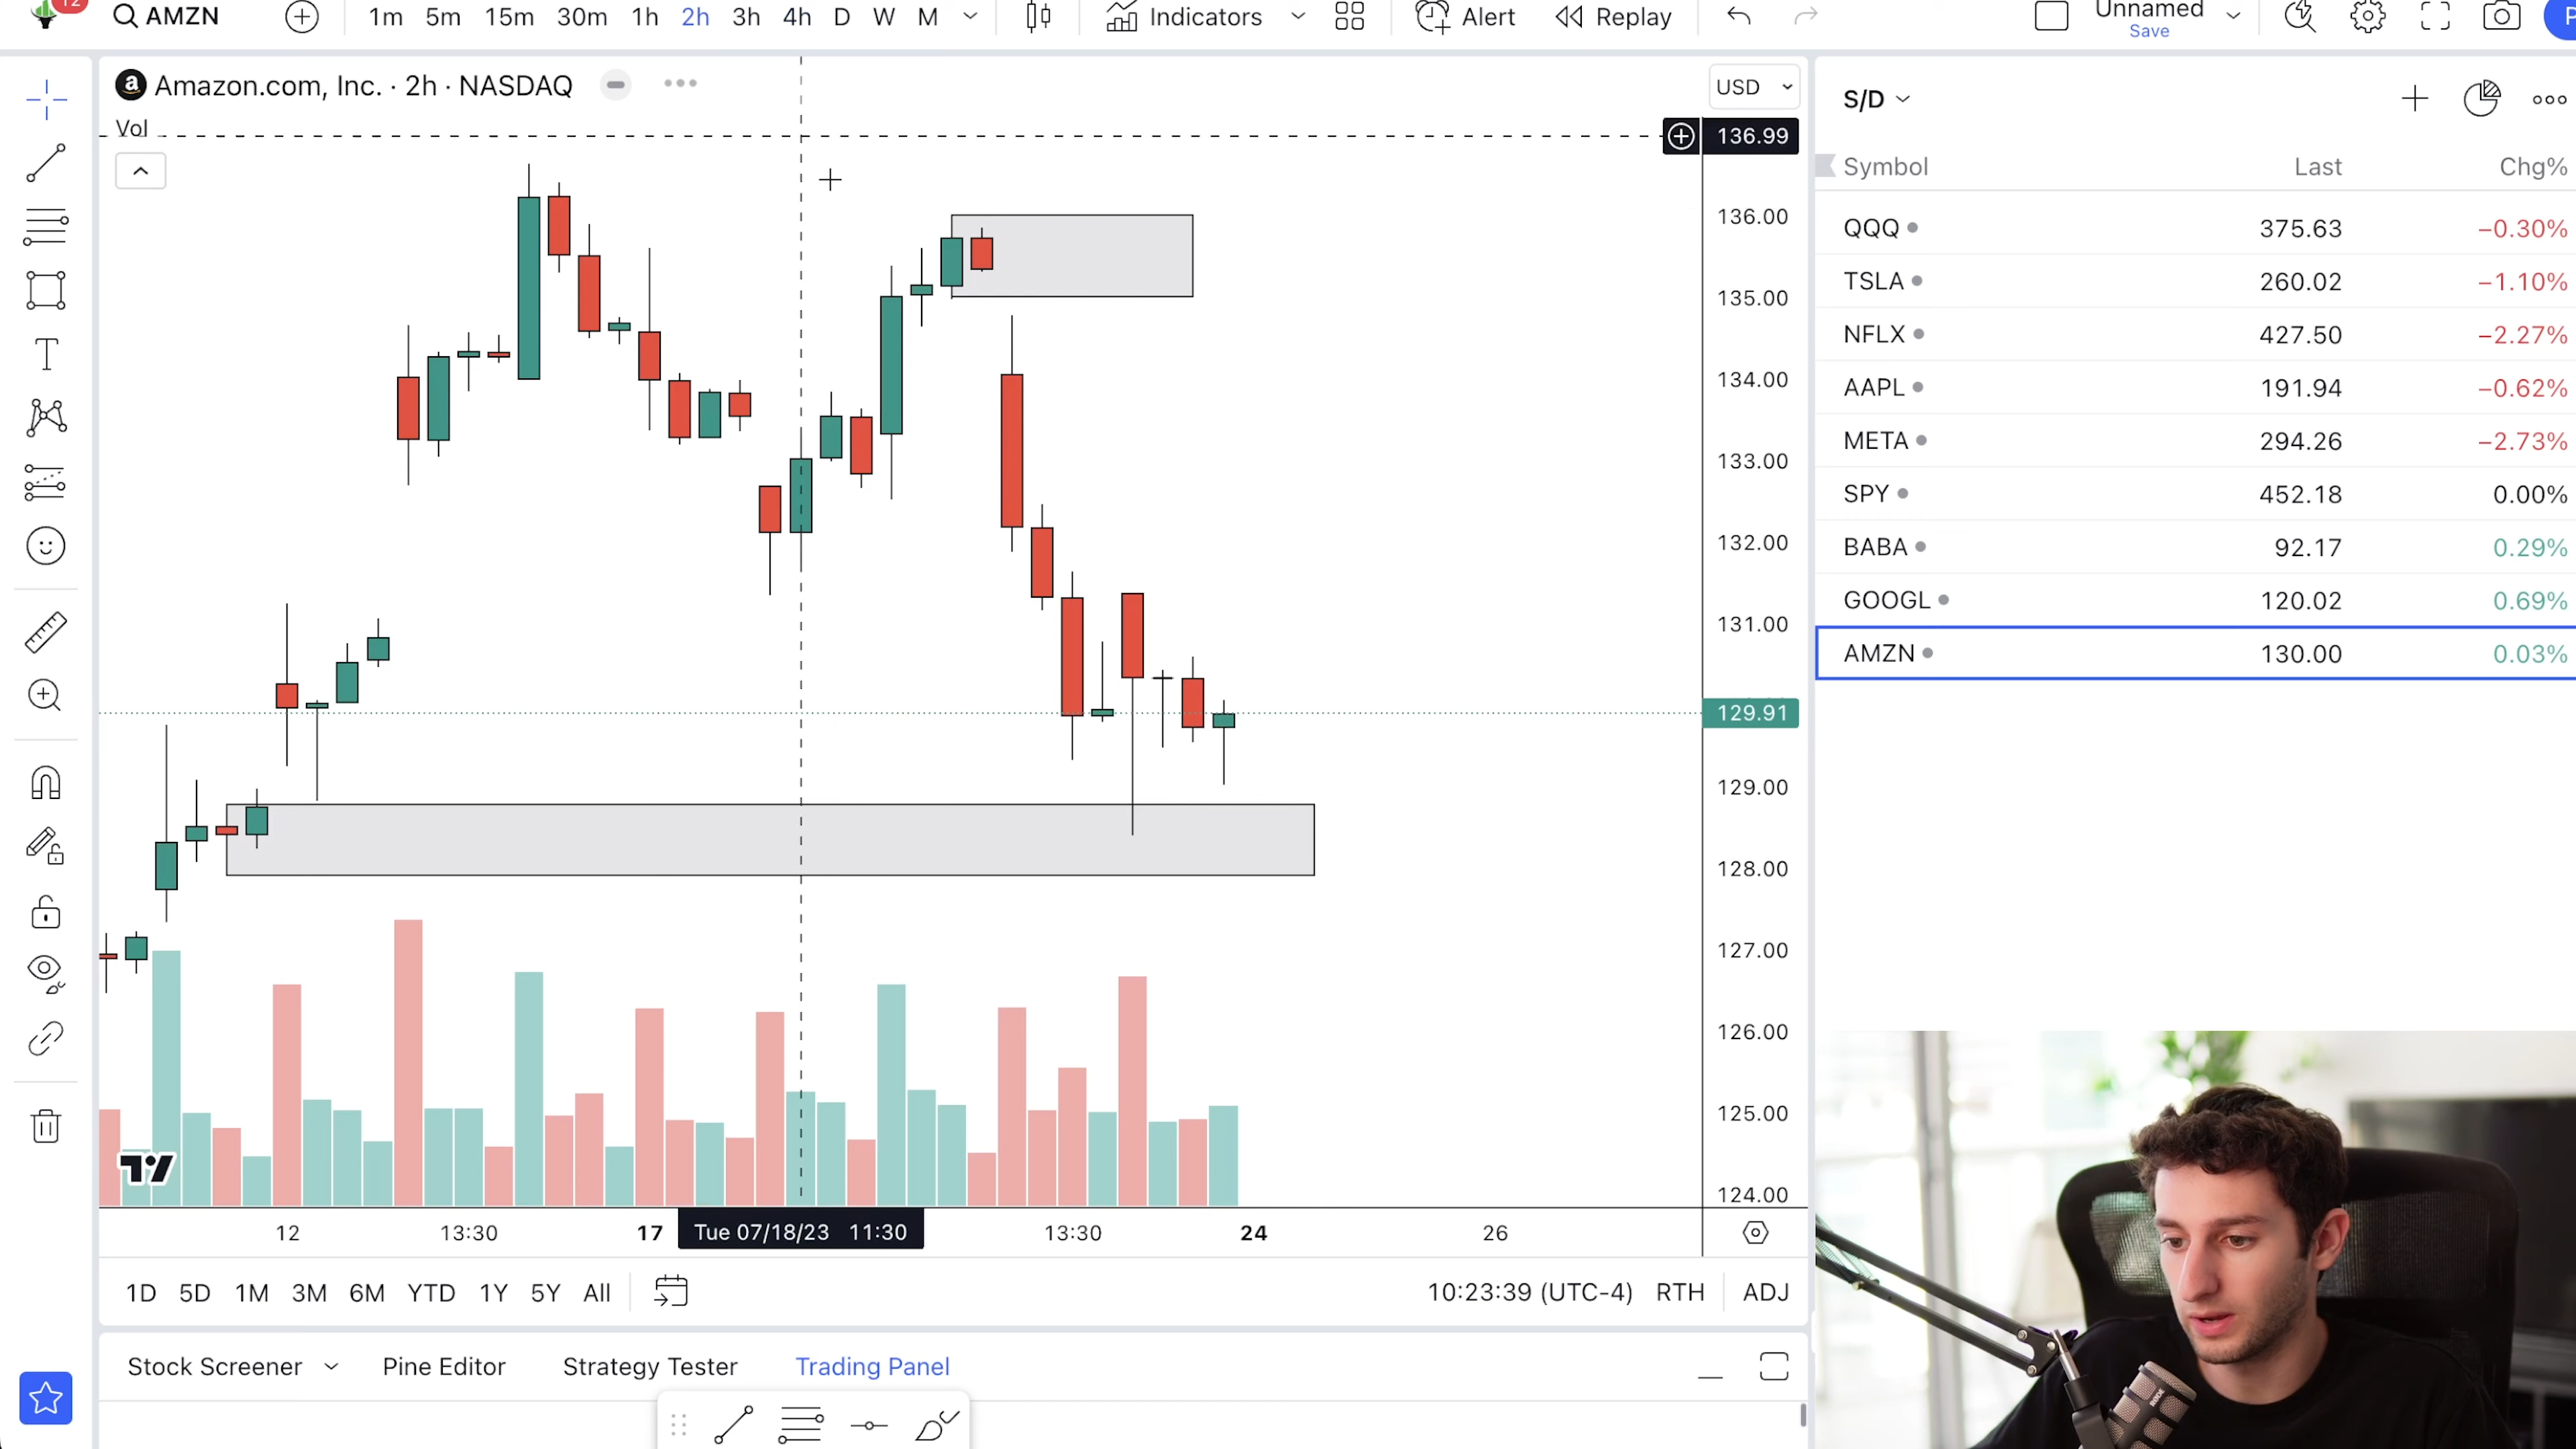 12
AMZN 1m 5m 15m 30m 1h 2h 3h 4h D W M Indicators Alert Replay Unnamed
Save
Amazon.com, Inc. · 2h · NASDAQ
USD
Vol
136.99
136.00
135.00
134.00
133.00
132.00
131.00
129.91
129.00
128.00
127.00
126.00
125.00
124.00
12 13:30 17 Tue 07/18/23 11:30 13:30 24 26
1D 5D 1M 3M 6M YTD 1Y 5Y All 10:23:39 (UTC-4) RTH ADJ
Stock Screener Pine Editor Strategy Tester Trading Panel
S/D
Symbol Last Chg%
QQQ 375.63 −0.30%
TSLA 260.02 −1.10%
NFLX 427.50 −2.27%
AAPL 191.94 −0.62%
META 294.26 −2.73%
SPY 452.18 0.00%
BABA 92.17 0.29%
GOOGL 120.02 0.69%
AMZN 130.00 0.03%